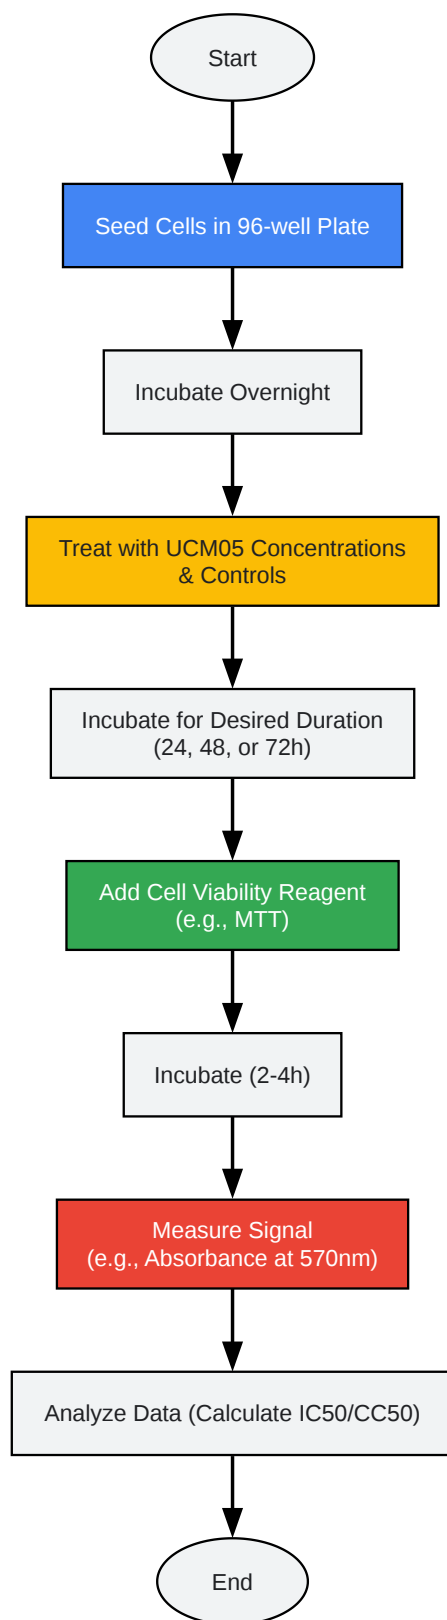 Start
Seed Cells in 96-well Plate
Incubate Overnight
Treat with UCM05 Concentrations
& Controls
Incubate for Desired Duration
(24, 48, or 72h)
Add Cell Viability Reagent
(e.g., MTT)
Incubate (2-4h)
Measure Signal
(e.g., Absorbance at 570nm)
Analyze Data (Calculate IC50/CC50)
End